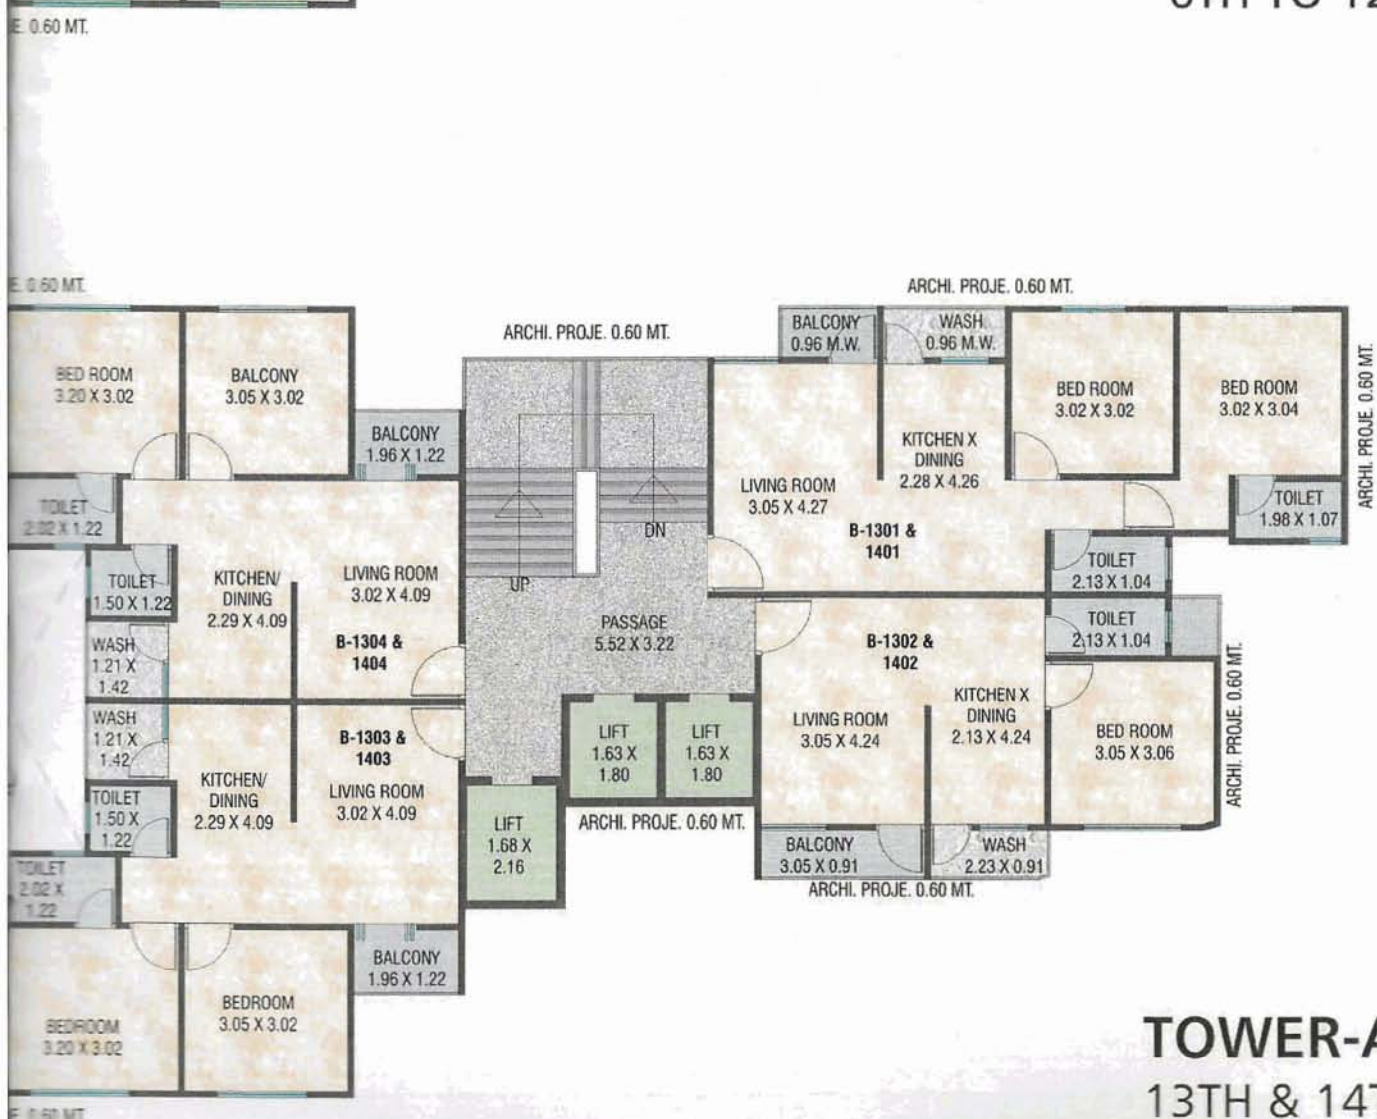 6TH TO 12
E. 0.60 MT.
E. 0.60 MT.
ARCHI. PROJE. 0.60 MT.
ARCHI. PROJE. 0.60 MT.
BALCONY
0.96 M.W.
WASH
0.96 M.W.
BED ROOM
3.20 X 3.02
BALCONY
3.05 X 3.02
BED ROOM
3.02 X 3.02
BED ROOM
3.02 X 3.04
ARCHI. PROJE. 0.60 MT.
BALCONY
1.96 X 1.22
KITCHEN X
DINING
2.28 X 4.26
LIVING ROOM
3.05 X 4.27
TOILET
1.98 X 1.07
TOILET
2.02 X 1.22
B-1301 &
1401
DN
UP
TOILET
2.13 X 1.04
TOILET
1.50 X 1.22
KITCHEN/
DINING
2.29 X 4.09
LIVING ROOM
3.02 X 4.09
B-1304 &
1404
PASSAGE
5.52 X 3.22
B-1302 &
1402
TOILET
2.13 X 1.04
WASH
1.21 X
1.42
KITCHEN X
DINING
2.13 X 4.24
LIVING ROOM
3.05 X 4.24
BED ROOM
3.05 X 3.06
ARCHI. PROJE. 0.60 MT.
WASH
1.21 X
1.42
B-1303 &
1403
LIFT
1.63 X
1.80
LIFT
1.63 X
1.80
KITCHEN/
DINING
2.29 X 4.09
LIVING ROOM
3.02 X 4.09
TOILET
1.50 X
1.22
LIFT
1.68 X
2.16
ARCHI. PROJE. 0.60 MT.
BALCONY
3.05 X 0.91
WASH
2.23 X 0.91
ARCHI. PROJE. 0.60 MT.
TOILET
2.02 X
1.22
BALCONY
1.96 X 1.22
BEDROOM
3.20 X 3.02
BEDROOM
3.05 X 3.02
TOWER-A
13TH & 14T
E. 0.60 MT.